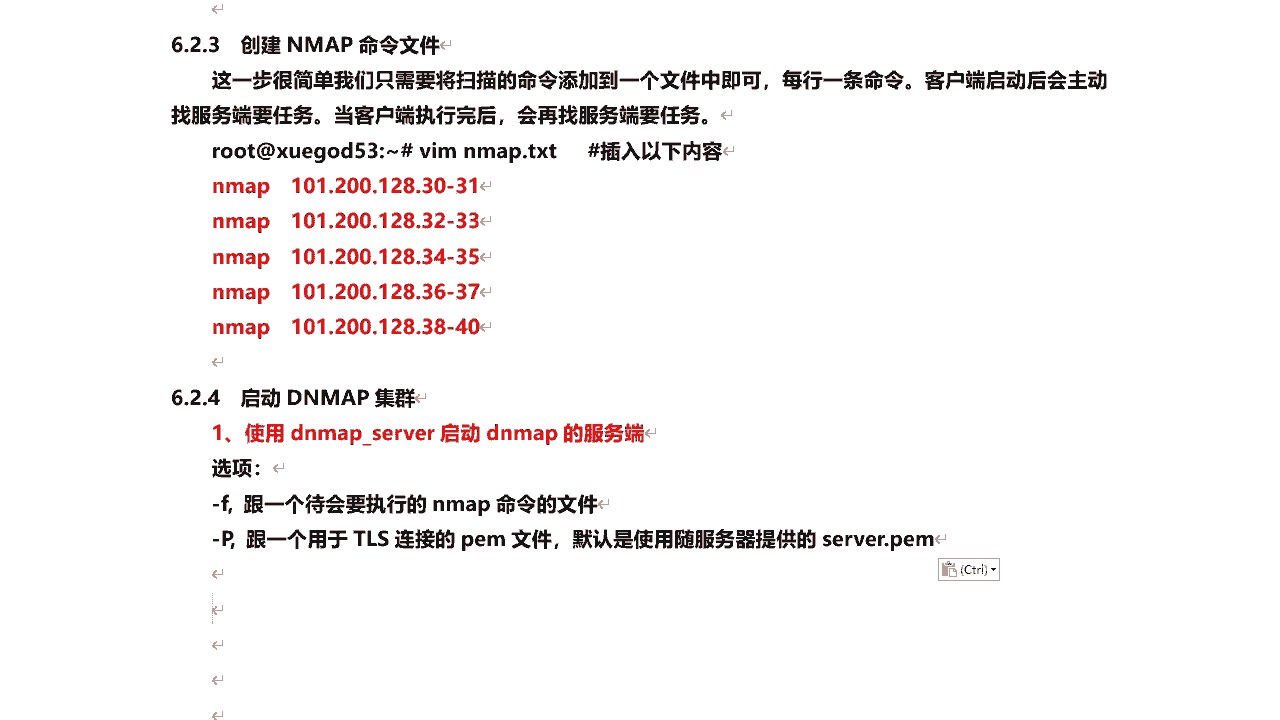 6.2.3 创建 NMAP 命令文件
这一步很简单我们只需要将扫描的命令添加到一个文件中即可，每行一条命令。客户端启动后会主动
找服务端要任务。当客户端执行完后，会再找服务端要任务。
root@xuegod53:~# vim nmap.txt #插入以下内容
nmap 101.200.128.30-31
nmap 101.200.128.32-33
nmap 101.200.128.34-35
nmap 101.200.128.36-37
nmap 101.200.128.38-40
6.2.4 启动 DNMAP 集群
1、使用 dnmap_server 启动 dnmap 的服务端
选项：
-f, 跟一个待会要执行的 nmap 命令的文件
-P, 跟一个用于 TLS 连接的 pem 文件，默认是使用随服务器提供的 server.pem
(Ctrl)